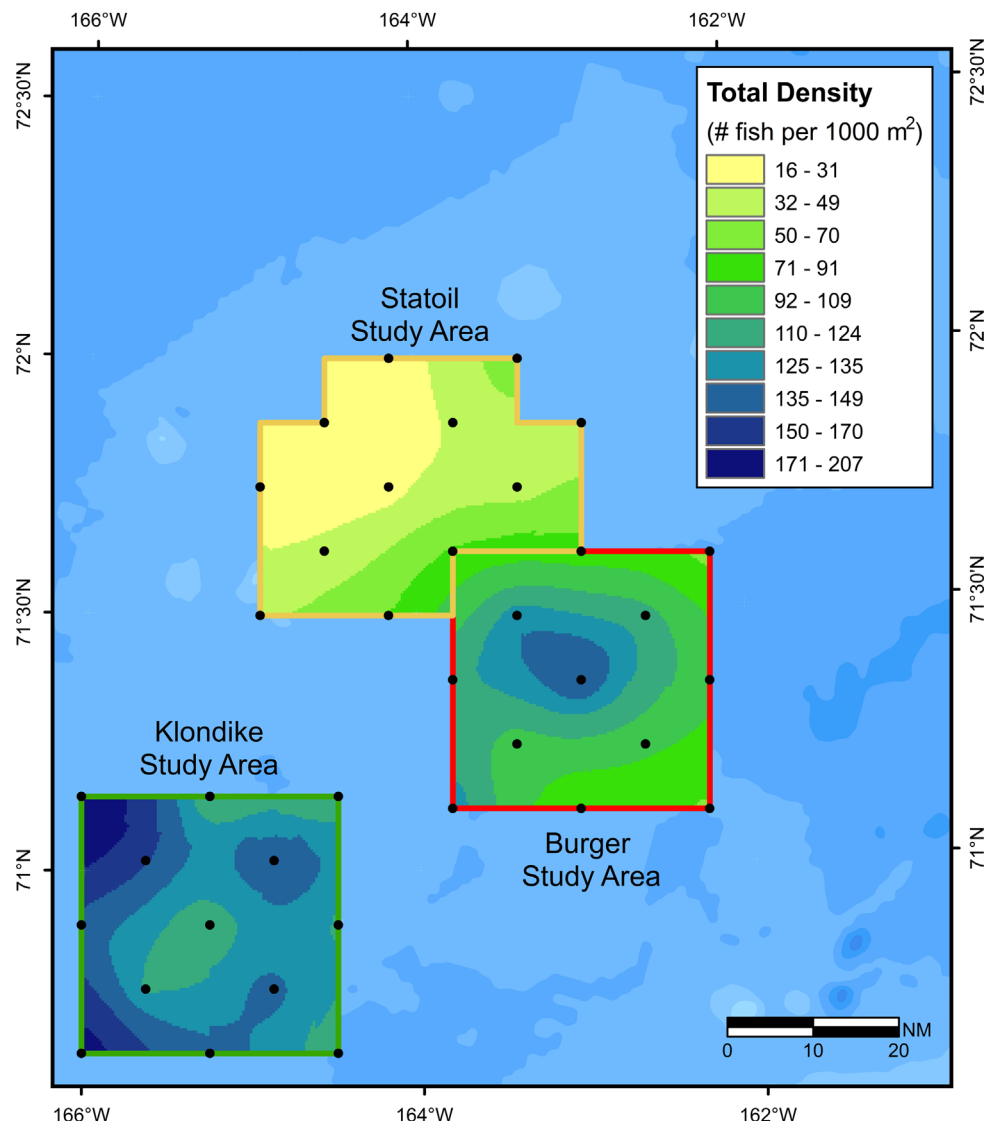 166°W
164°W
162°W
72°30'N
72°30'N
Total Density
(# fish per 1000 m²)
16 - 31
32 - 49
50 - 70
71 - 91
92 - 109
110 - 124
125 - 135
135 - 149
150 - 170
171 - 207
Statoil
Study Area
72°N
72°N
71°30'N
71°30'N
Klondike
Study Area
Burger
Study Area
71°N
71°N
NM
0
10
20
166°W
164°W
162°W